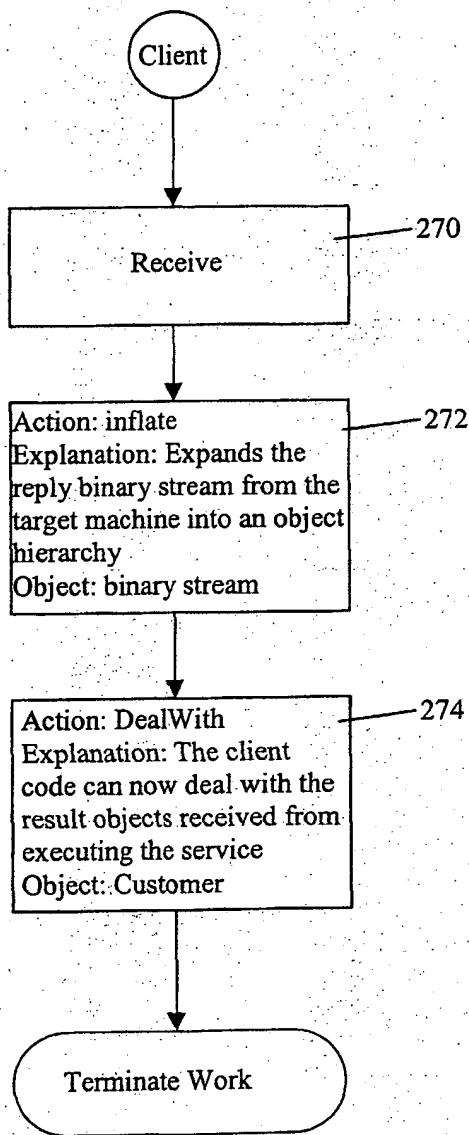 Client
270
Receive
272
Action: inflate
Explanation: Expands the
reply binary stream from the
target machine into an object
hierarchy
Object: binary stream
274
Action: DealWith
Explanation: The client
code can now deal with the
result objects received from
executing the service
Object: Customer
Terminate Work